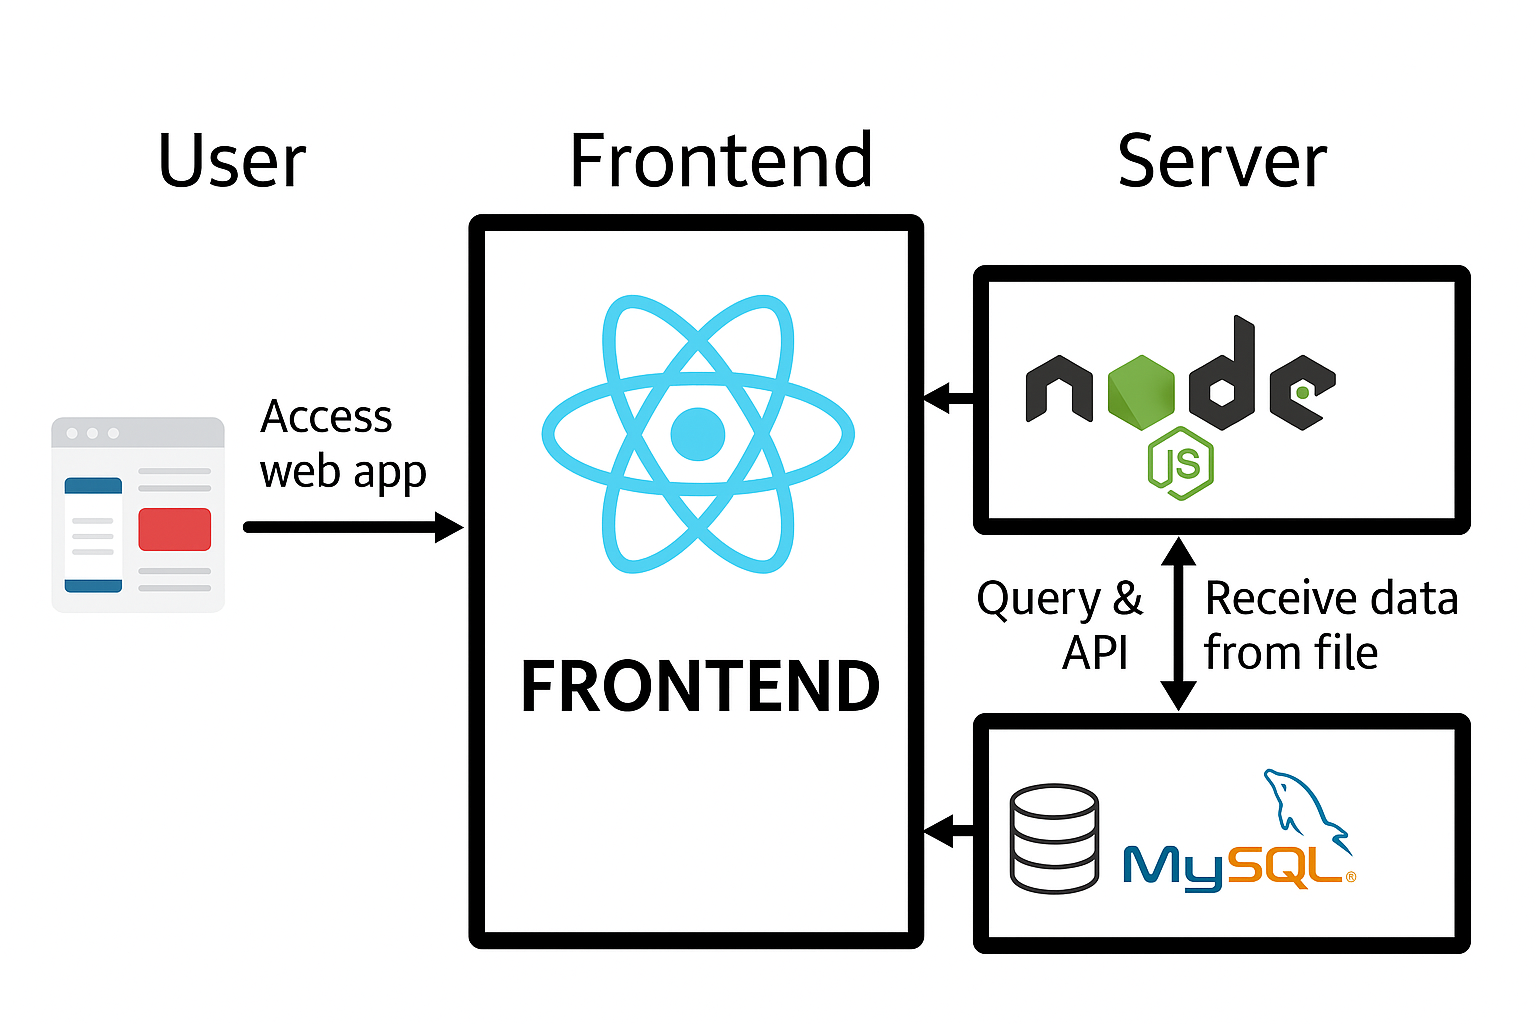 User
Frontend
Server
Access
web app
FRONTEND
node
JS
Query &
API
Receive data
from file
MySQL®